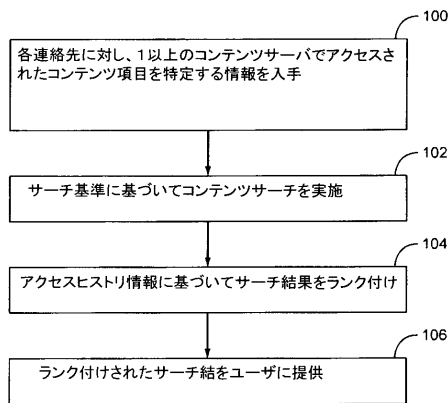 100
各連絡先に対し、1以上のコンテンツサーバでアクセスさ
れたコンテンツ項目を特定する情報を入手
102
サーチ基準に基づいてコンテンツサーチを実施
104
アクセスヒストリ情報に基づいてサーチ結果をランク付け
106
ランク付けされたサーチ結をユーザに提供